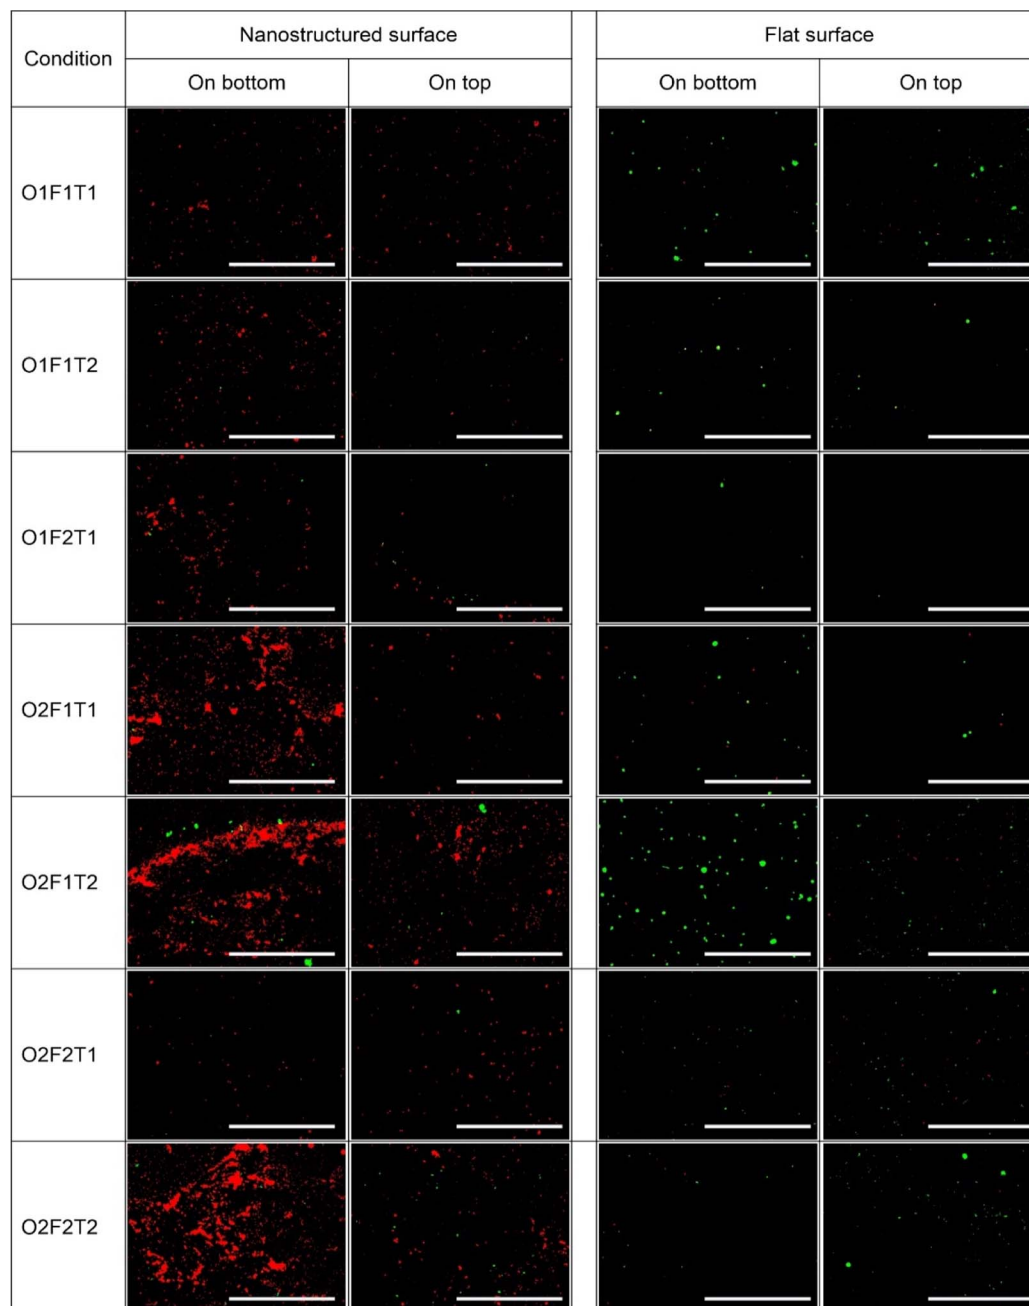 Condition
Nanostructured surface
Flat surface
On bottom
On top
On bottom
On top
O1F1T1
O1F1T2
O1F2T1
O2F1T1
O2F1T2
O2F2T1
O2F2T2